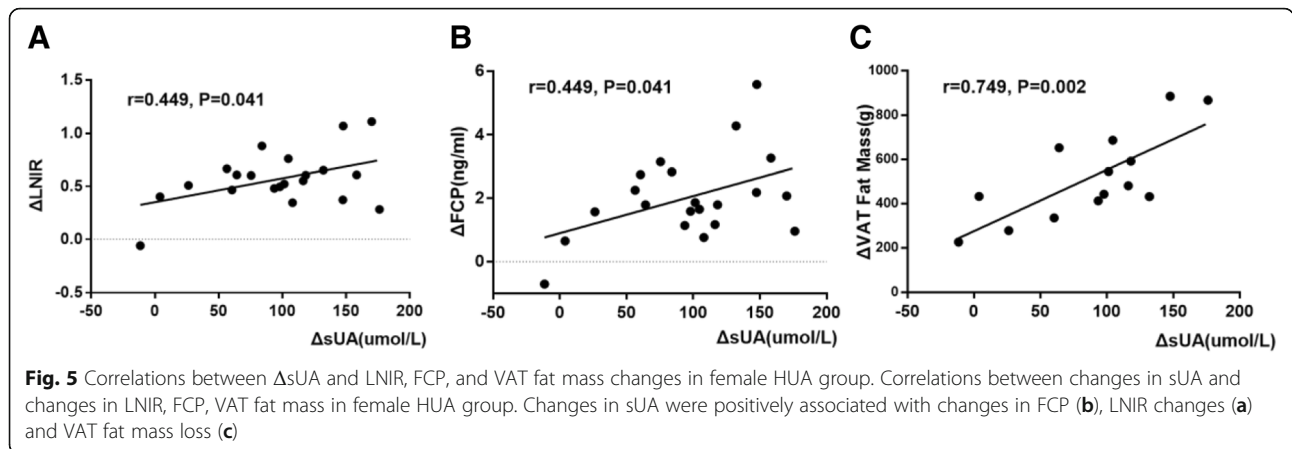 A
B
C
r=0.449, P=0.041
r=0.449, P=0.041
r=0.749, P=0.002
ΔLNIR
1.5
1.0
0.5
0.0
-0.5
-50 0 50 100 150 200
ΔsUA(umol/L)
ΔFCP(ng/ml)
6
4
2
0
-50 0 50 100 150 200
ΔsUA(umol/L)
ΔVAT Fat Mass(g)
1000
800
600
400
200
0
-50 0 50 100 150 200
ΔsUA(umol/L)
Fig. 5 Correlations between ΔsUA and LNIR, FCP, and VAT fat mass changes in female HUA group. Correlations between changes in sUA and
changes in LNIR, FCP, VAT fat mass in female HUA group. Changes in sUA were positively associated with changes in FCP (b), LNIR changes (a)
and VAT fat mass loss (c)